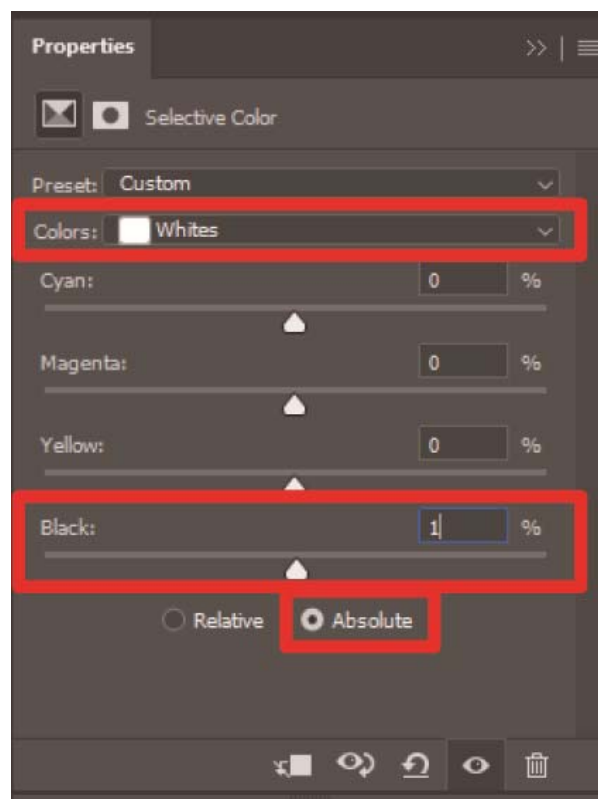 Properties
Selective Color
Preset: Custom
Colors: Whites
Cyan: 0 %
Magenta: 0 %
Yellow: 0 %
Black: 1 %
Relative Absolute